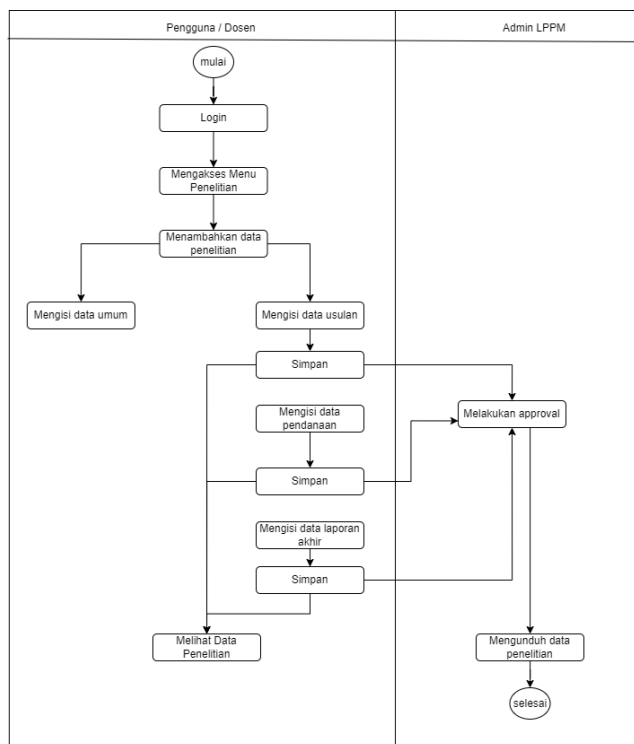 Pengguna / Dosen
Admin LPPM
mulai
Login
Mengakses Menu
Penelitian
Menambahkan data
penelitian
Mengisi data umum
Mengisi data usulan
Simpan
Mengisi data
pendanaan
Melakukan approval
Simpan
Mengisi data laporan
akhir
Simpan
Melihat Data
Penelitian
Mengunduh data
penelitian
selesai